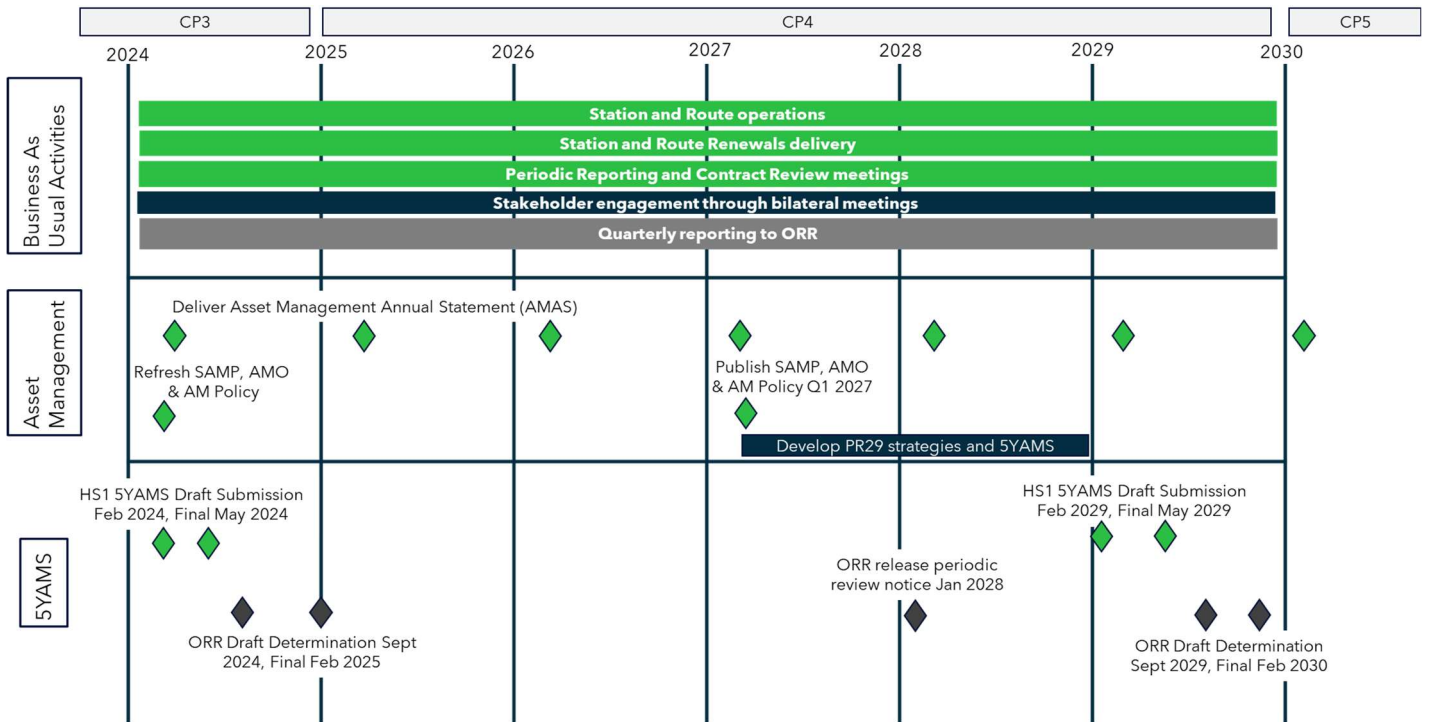 CP3
CP4
CP5
2024
2025
2026
2027
2028
2029
2030
Business As
Usual Activities
Station and Route operations
Station and Route Renewals delivery
Periodic Reporting and Contract Review meetings
Stakeholder engagement through bilateral meetings
Quarterly reporting to ORR
Asset
Management
Deliver Asset Management Annual Statement (AMAS)
Refresh SAMP, AMO
& AM Policy
Publish SAMP, AMO
& AM Policy Q1 2027
Develop PR29 strategies and 5YAMS
5YAMS
HS1 5YAMS Draft Submission
Feb 2024, Final May 2024
ORR Draft Determination Sept
2024, Final Feb 2025
ORR release periodic
review notice Jan 2028
HS1 5YAMS Draft Submission
Feb 2029, Final May 2029
ORR Draft Determination
Sept 2029, Final Feb 2030